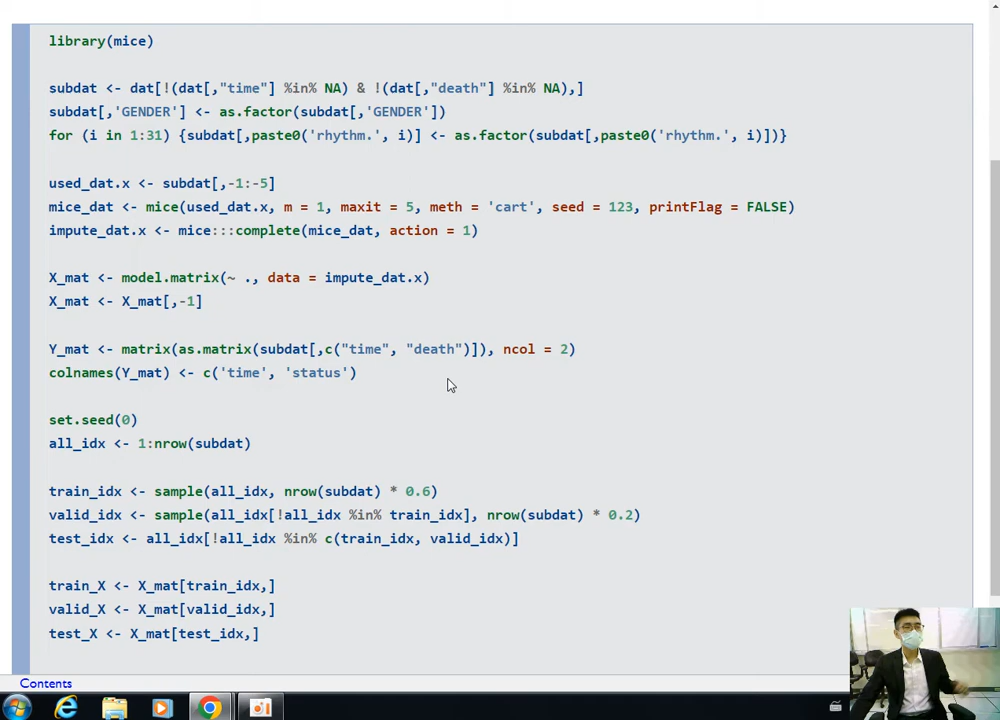 library(mice)
subdat <- dat[!(dat[,"time"] %in% NA) & !(dat[,"death"] %in% NA),]
subdat[,'GENDER'] <- as.factor(subdat[,'GENDER'])
for (i in 1:31) {subdat[,paste0('rhythm.', i)] <- as.factor(subdat[,paste0('rhythm.', i)])}
used_dat.x <- subdat[,-1:-5]
mice_dat <- mice(used_dat.x, m = 1, maxit = 5, meth = 'cart', seed = 123, printFlag = FALSE)
impute_dat.x <- mice:::complete(mice_dat, action = 1)
X_mat <- model.matrix(~ ., data = impute_dat.x)
X_mat <- X_mat[,-1]
Y_mat <- matrix(as.matrix(subdat[,c("time", "death")]), ncol = 2)
colnames(Y_mat) <- c('time', 'status')
set.seed(0)
all_idx <- 1:nrow(subdat)
train_idx <- sample(all_idx, nrow(subdat) * 0.6)
valid_idx <- sample(all_idx[!all_idx %in% train_idx], nrow(subdat) * 0.2)
test_idx <- all_idx[!all_idx %in% c(train_idx, valid_idx)]
train_X <- X_mat[train_idx,]
valid_X <- X_mat[valid_idx,]
test_X <- X_mat[test_idx,]
Contents